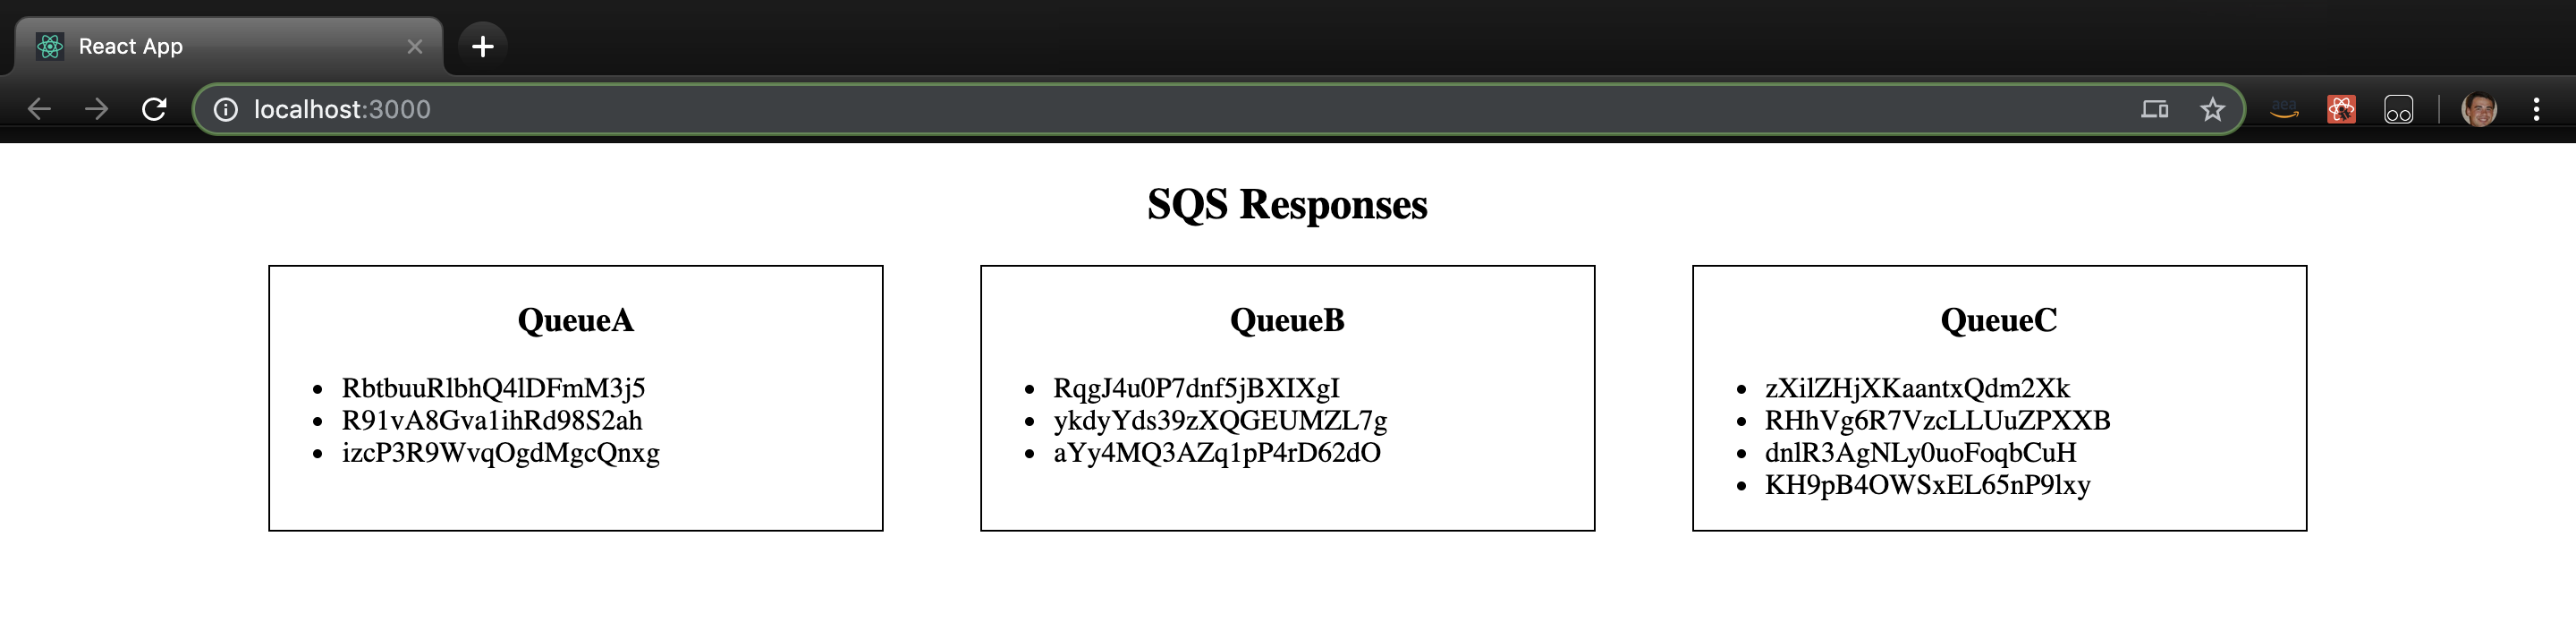 React App
localhost:3000
aea
SQS Responses
QueueA
RbtbuuRlbhQ4lDFmM3j5
R91vA8Gva1ihRd98S2ah
izcP3R9WvqOgdMgcQnxg
QueueB
RqgJ4u0P7dnf5jBXIXgI
ykdyYds39zXQGEUMZL7g
aYy4MQ3AZq1pP4rD62dO
QueueC
zXilZHjXKaantxQdm2Xk
RHhVg6R7VzcLLUuZPXXB
dnlR3AgNLy0uoFoqbCuH
KH9pB4OWSxEL65nP9lxy